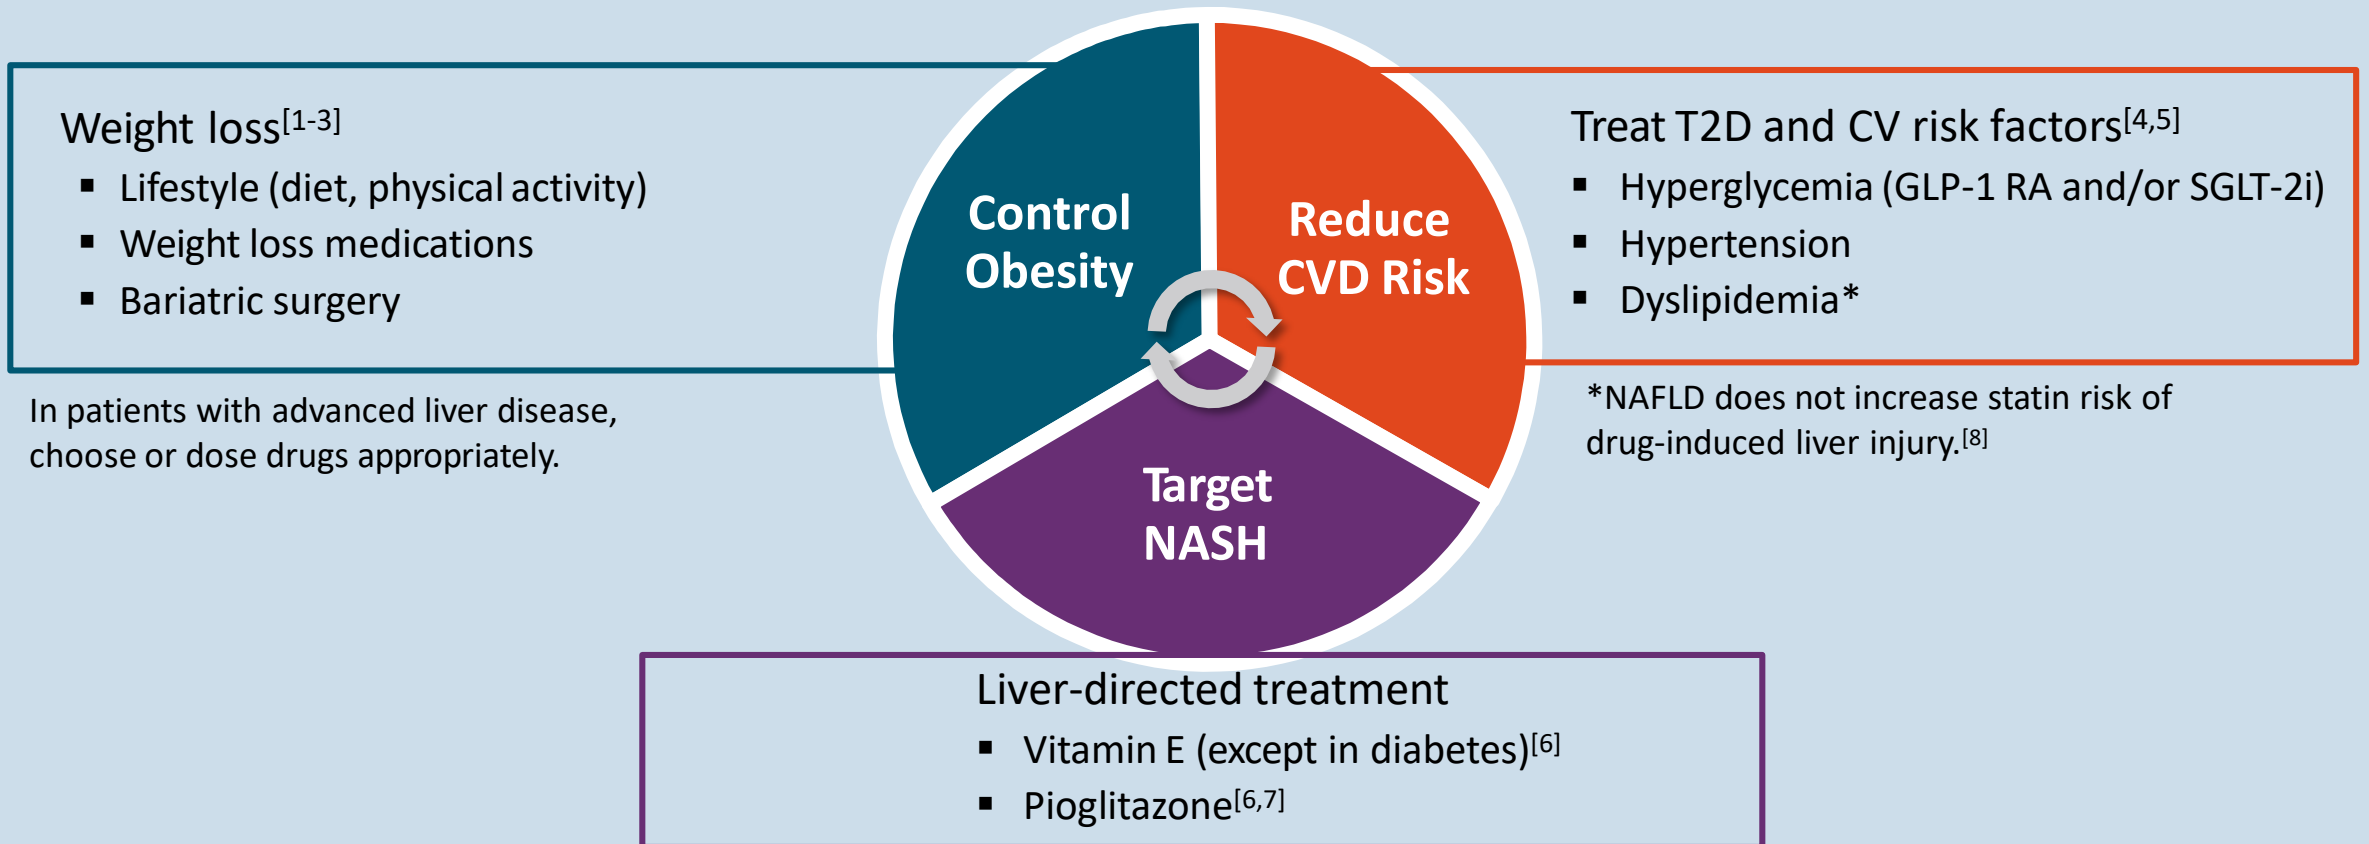 Weight loss[1-3]
▪ Lifestyle (diet, physical activity)
▪ Weight loss medications
▪ Bariatric surgery
In patients with advanced liver disease,
choose or dose drugs appropriately.
Control
Obesity
Reduce
CVD Risk
Target
NASH
Treat T2D and CV risk factors[4,5]
▪ Hyperglycemia (GLP-1 RA and/or SGLT-2i)
▪ Hypertension
▪ Dyslipidemia*
*NAFLD does not increase statin risk of
drug-induced liver injury.[8]
Liver-directed treatment
▪ Vitamin E (except in diabetes)[6]
▪ Pioglitazone[6,7]